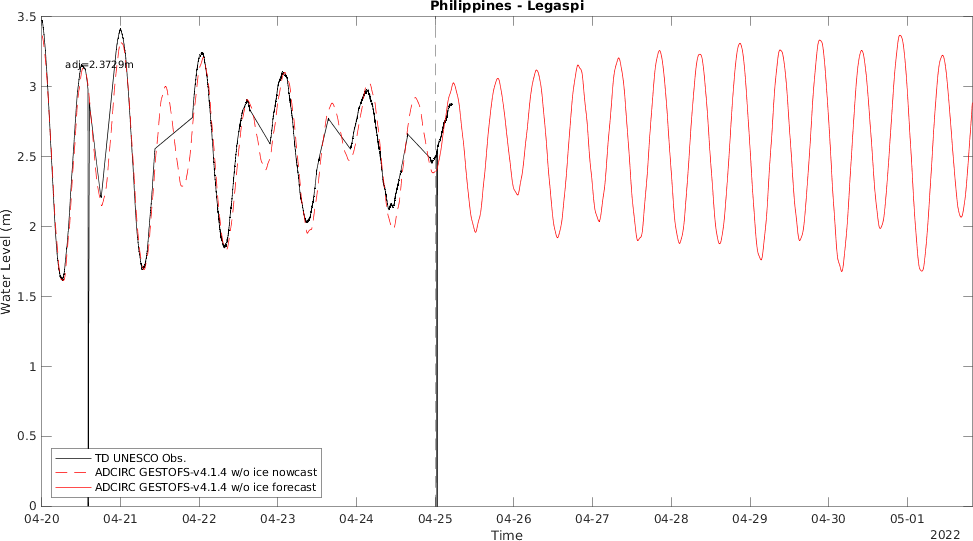 Philippines - Legaspi
3.5
adj=2.3729m
3
2.5
2
Water Level (m)
1.5
1
0.5
TD UNESCO Obs.
ADCIRC GESTOFS-v4.1.4 w/o ice nowcast
ADCIRC GESTOFS-v4.1.4 w/o ice forecast
0
04-20 04-21 04-22 04-23 04-24 04-25 04-26 04-27 04-28 04-29 04-30 05-01
Time
2022